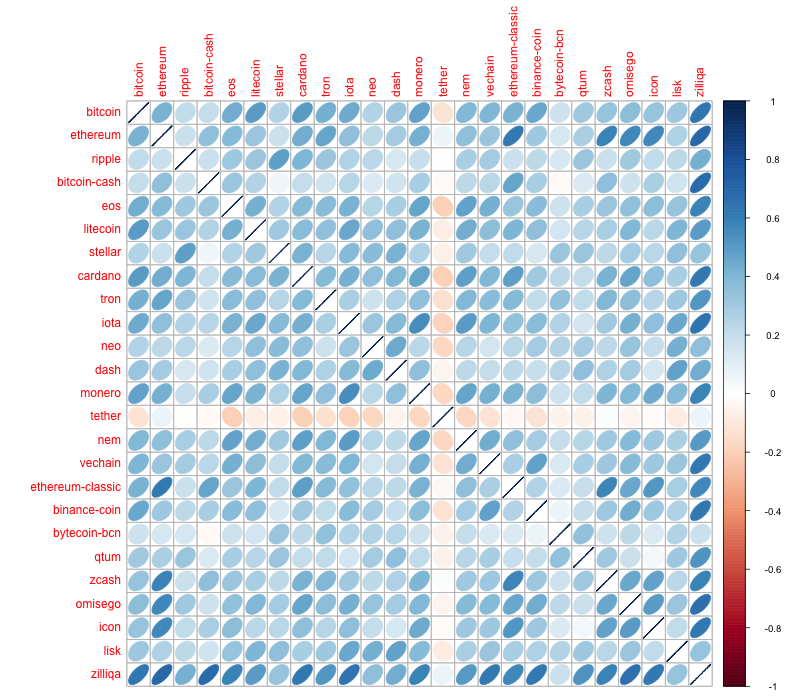 bitcoin
ethereum
ripple
bitcoin-cash
eos
litecoin
stellar
cardano
tron
iota
neo
dash
monero
tether
nem
vechain
ethereum-classic
binance-coin
bytecoin-bcn
qtum
zcash
omisego
icon
lisk
zilliqa
bitcoin
ethereum
ripple
bitcoin-cash
eos
litecoin
stellar
cardano
tron
iota
neo
dash
monero
tether
nem
vechain
ethereum-classic
binance-coin
bytecoin-bcn
qtum
zcash
omisego
icon
lisk
zilliqa
1
0.8
0.6
0.4
0.2
0
-0.2
-0.4
-0.6
-0.8
-1